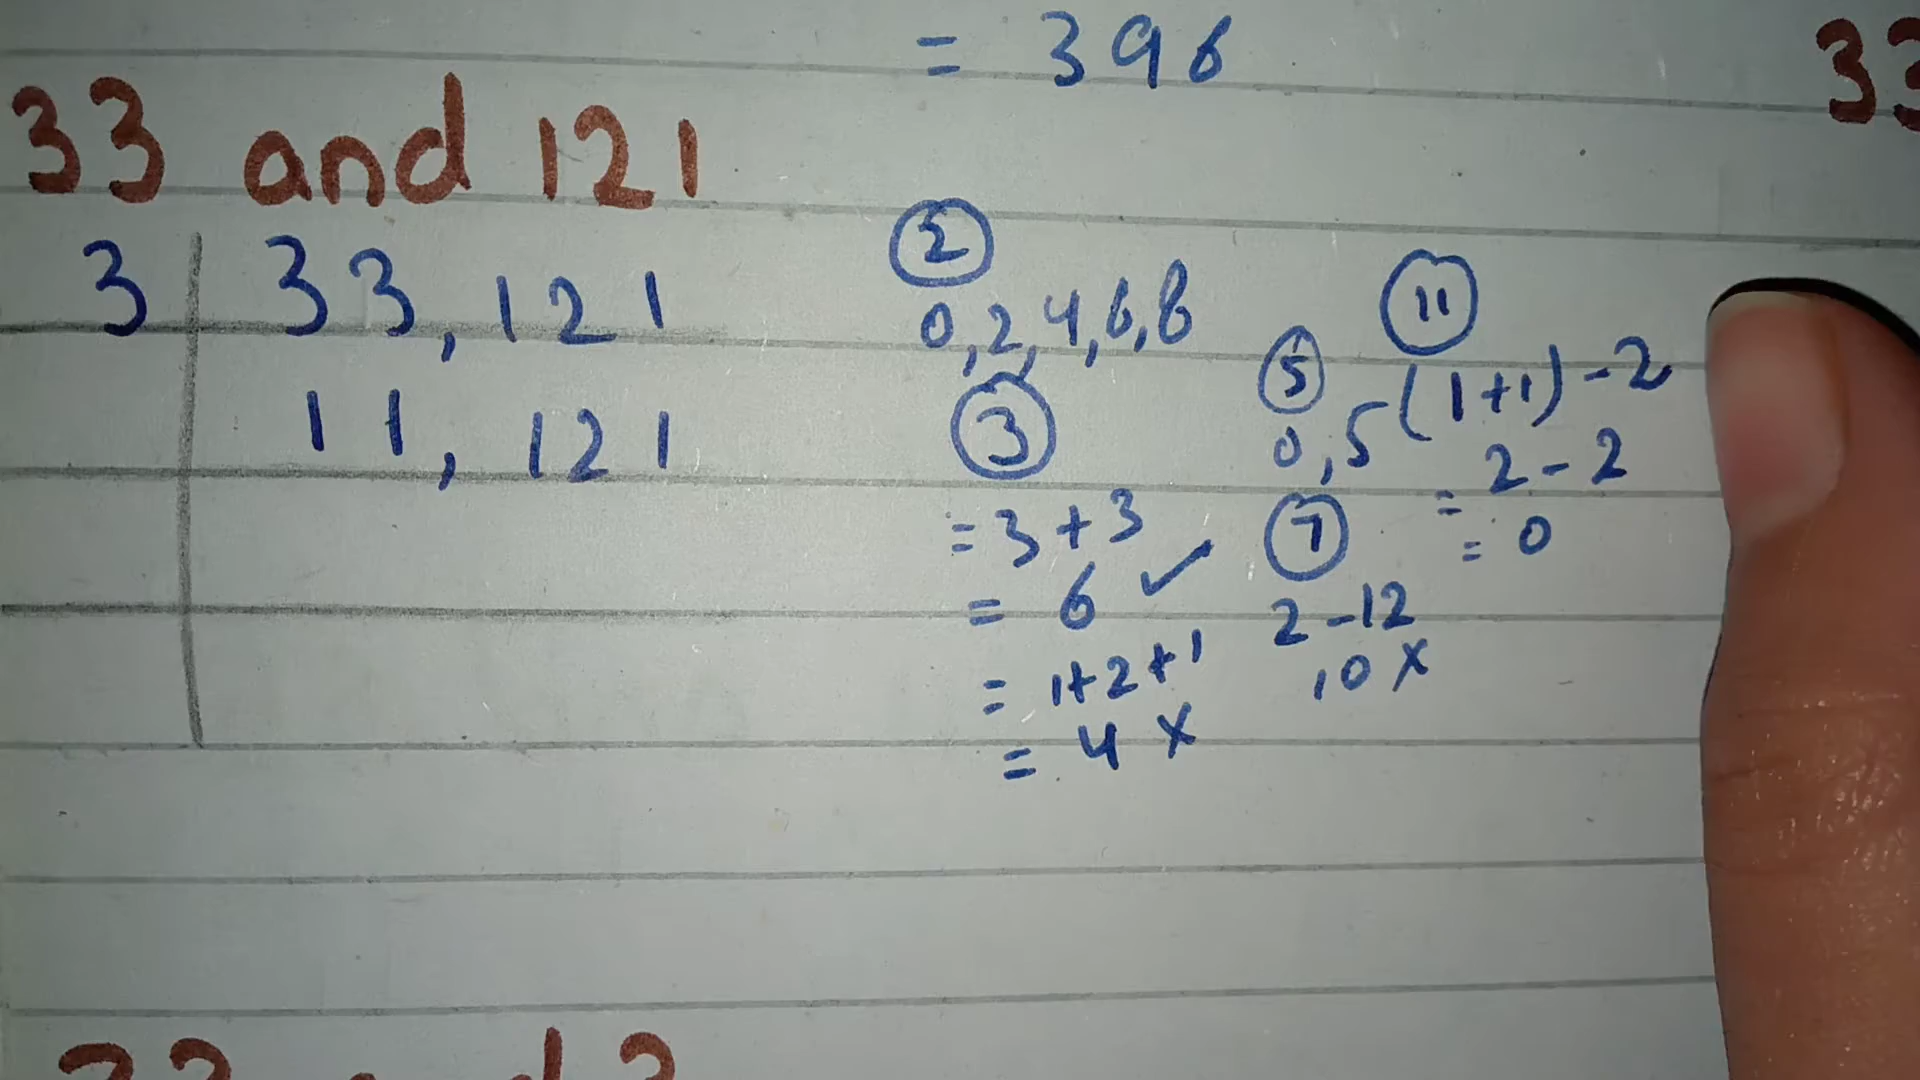 = 396
33
33 and 121
3 33, 121
11, 121
2
0, 2, 4, 6, 8
3
= 3 + 3
= 6 ✓
= 1+2+1
= 4 x
5
0, 5
7
2 - 12
10 x
11
(1+1) - 2
= 2 - 2
= 0